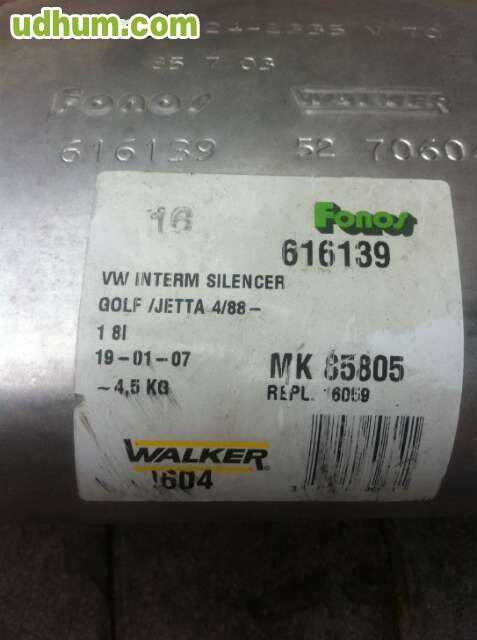 udhum.com
35 7 03
Fonos WALKER
616139 52 7060
16 Fonos
616139
VW INTERM SILENCER
GOLF /JETTA 4/88-
1 8I
19-01-07 MK 85805
~4,5 KG REPL. 16059
WALKER
1604